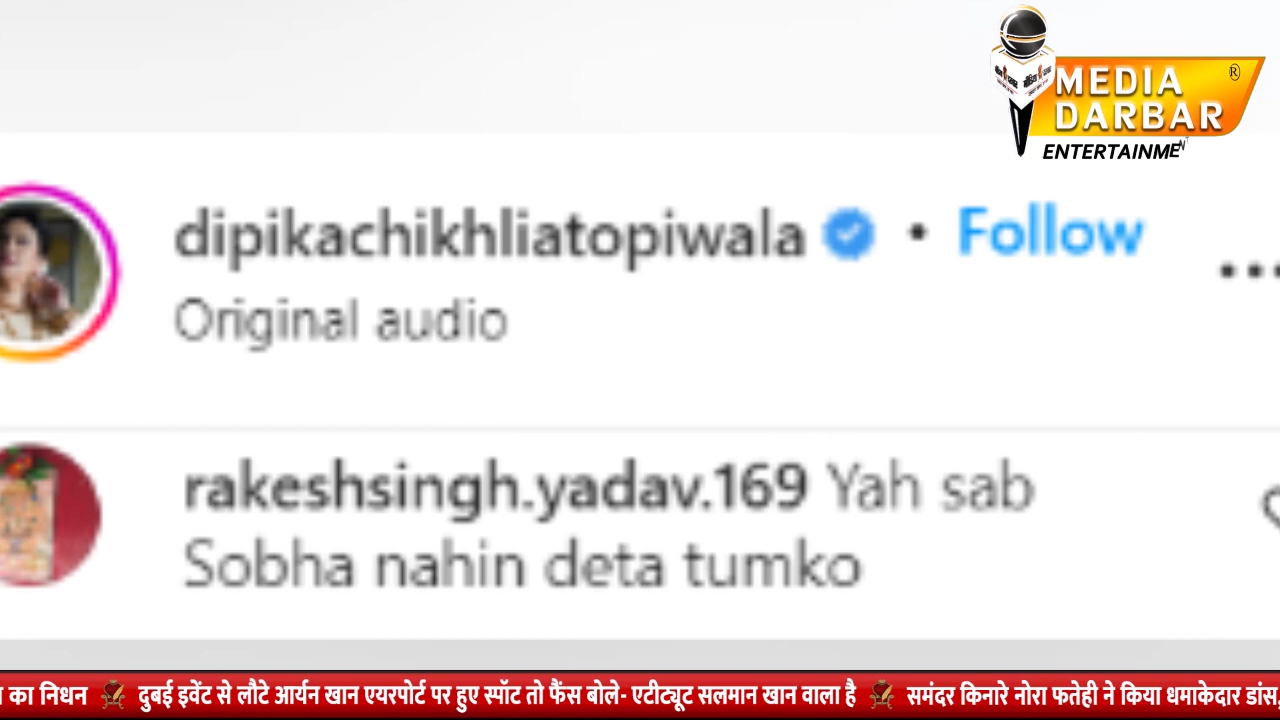 MEDIA
DARBAR
®
ENTERTAINMENT
dipikachikhliatopiwala • Follow
Original audio
rakeshsingh.yadav.169 Yah sab
Sobha nahin deta tumko
का निधन दुबई इवेंट से लौटे आर्यन खान एयरपोर्ट पर हुए स्पॉट तो फैंस बोले- एटीट्यूट सलमान खान वाला है समंदर किनारे नोरा फतेही ने किया धमाकेदार डांस